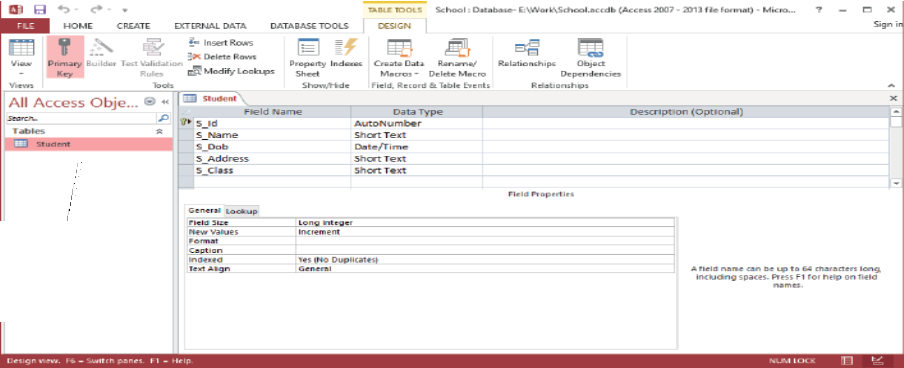 TABLE TOOLS School : Database- E:\Work\School.accdb (Access 2007 - 2013 file format) - Micro... ?
FILE HOME CREATE EXTERNAL DATA DATABASE TOOLS DESIGN Sign in
View
Views
Primary Key
Builder
Test Validation Rules
Insert Rows
Delete Rows
Modify Lookups
Tools
Property Sheet
Indexes
Show/Hide
Create Data Macros
Rename/ Delete Macro
Field, Record & Table Events
Relationships
Object Dependencies
Relationships
All Access Obje...
Search...
Tables
Student
Student
Field Name Data Type Description (Optional)
S_Id AutoNumber
S_Name Short Text
S_Dob Date/Time
S_Address Short Text
S_Class Short Text
Field Properties
General Lookup
Field Size Long Integer
New Values Increment
Format
Caption
Indexed Yes (No Duplicates)
Text Align General
A field name can be up to 64 characters long,
including spaces. Press F1 for help on field
names.
Design view. F6 = Switch panes. F1 = Help. NUM LOCK